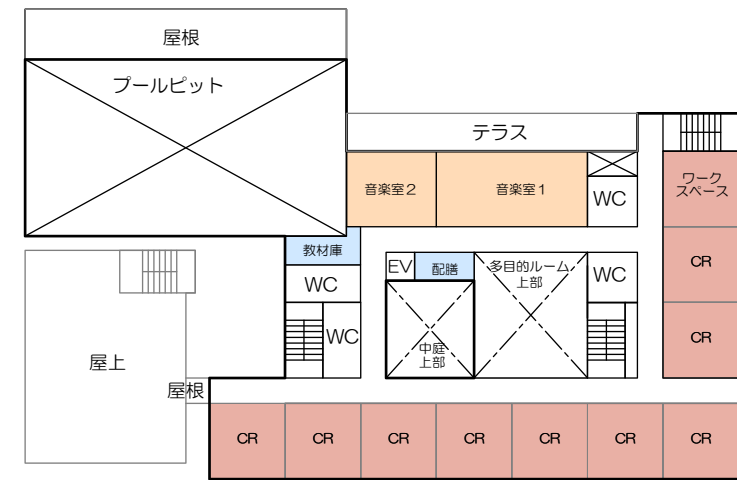 屋根
プールピット
テラス
音楽室2
音楽室1
WC
ワーク
スペース
教材庫
WC
WC
EV
配膳
多目的ルーム
上部
WC
CR
CR
中庭
上部
屋上
屋根
CR
CR
CR
CR
CR
CR
CR